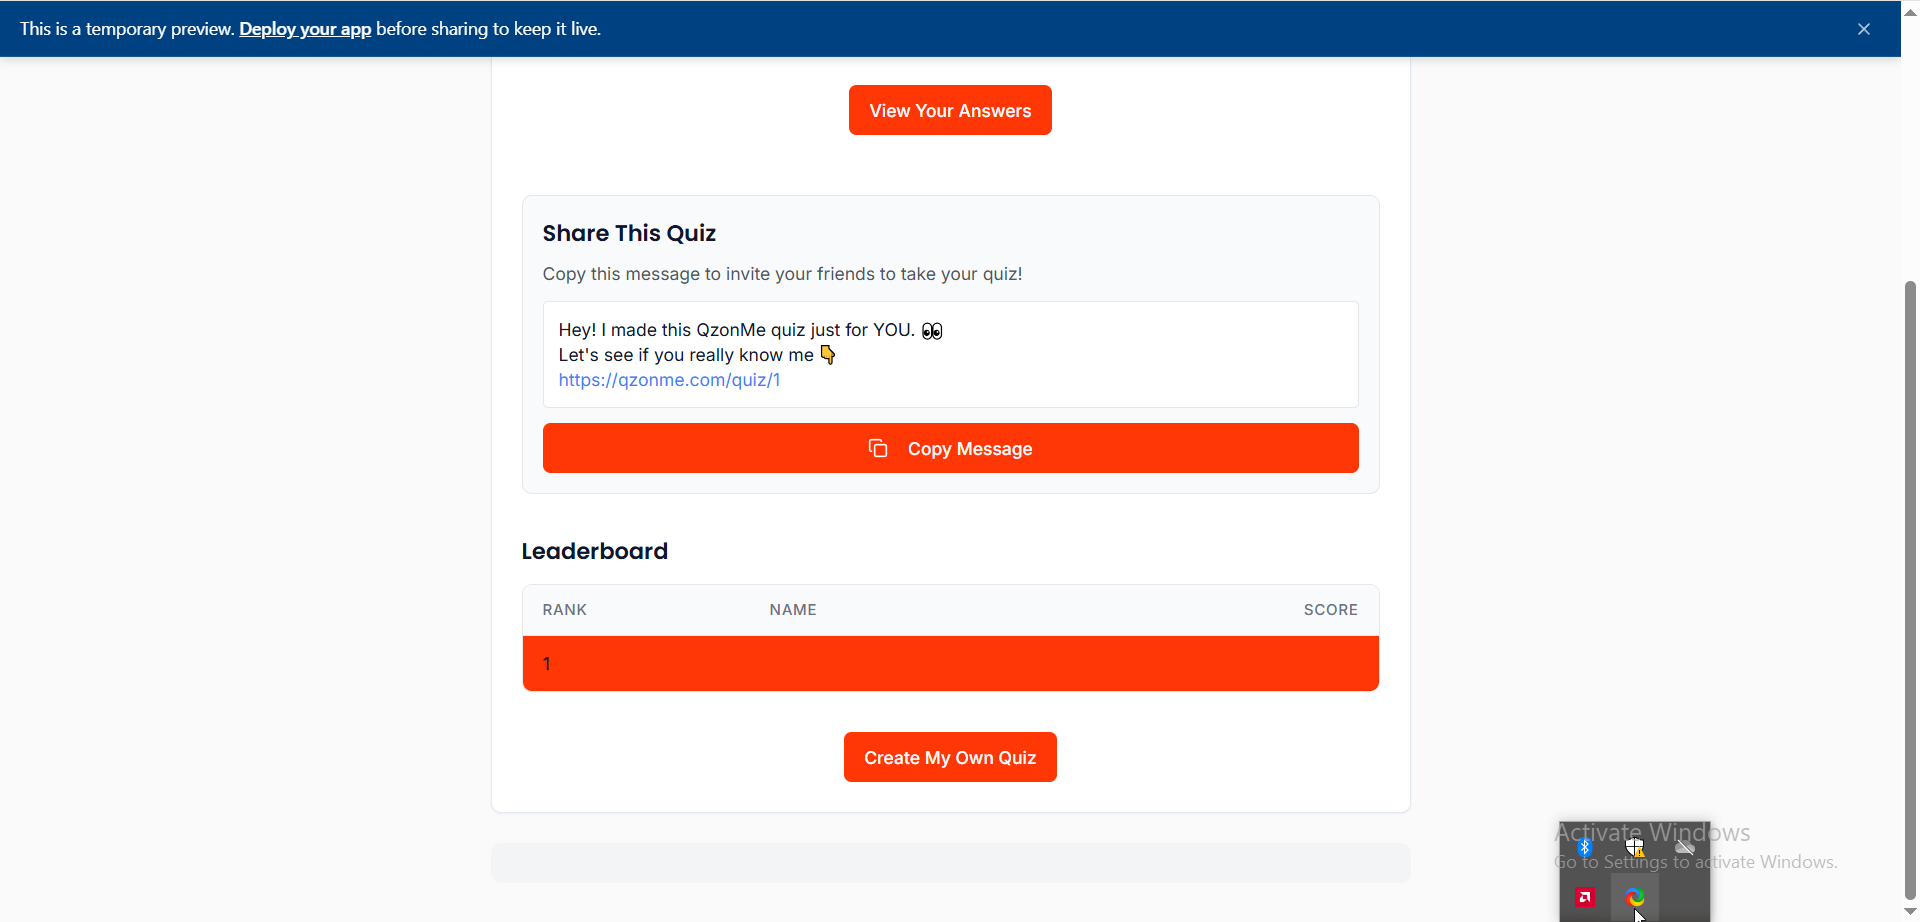 This is a temporary preview. Deploy your app before sharing to keep it live.
View Your Answers
Share This Quiz
Copy this message to invite your friends to take your quiz!
Hey! I made this QzonMe quiz just for YOU. 👀
Let's see if you really know me 👇
https://qzonme.com/quiz/1
Copy Message
Leaderboard
RANK NAME SCORE
1
Create My Own Quiz
Activate Windows
Go to Settings to activate Windows.